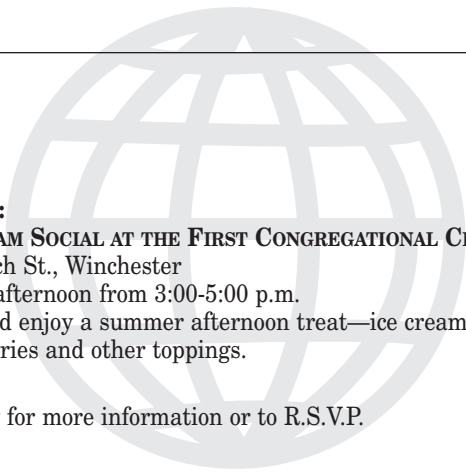 :
AM SOCIAL AT THE FIRST CONGREGATIONAL C
ch St., Winchester
afternoon from 3:00-5:00 p.m.
d enjoy a summer afternoon treat—ice cream
ries and other toppings.
for more information or to R.S.V.P.